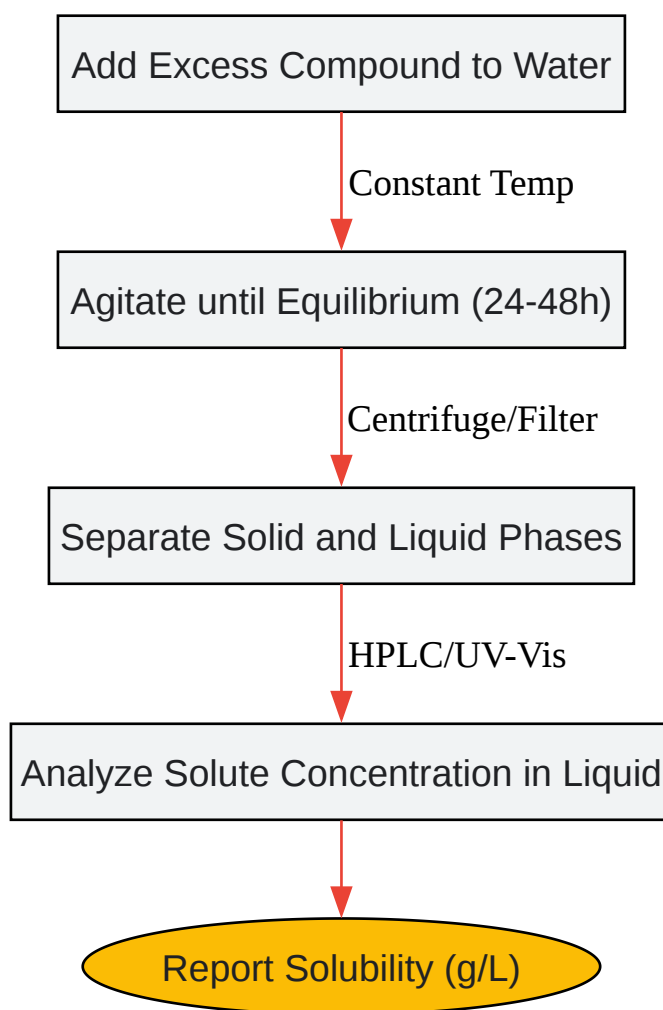 Add Excess Compound to Water
Constant Temp
Agitate until Equilibrium (24-48h)
Centrifuge/Filter
Separate Solid and Liquid Phases
HPLC/UV-Vis
Analyze Solute Concentration in Liquid
Report Solubility (g/L)